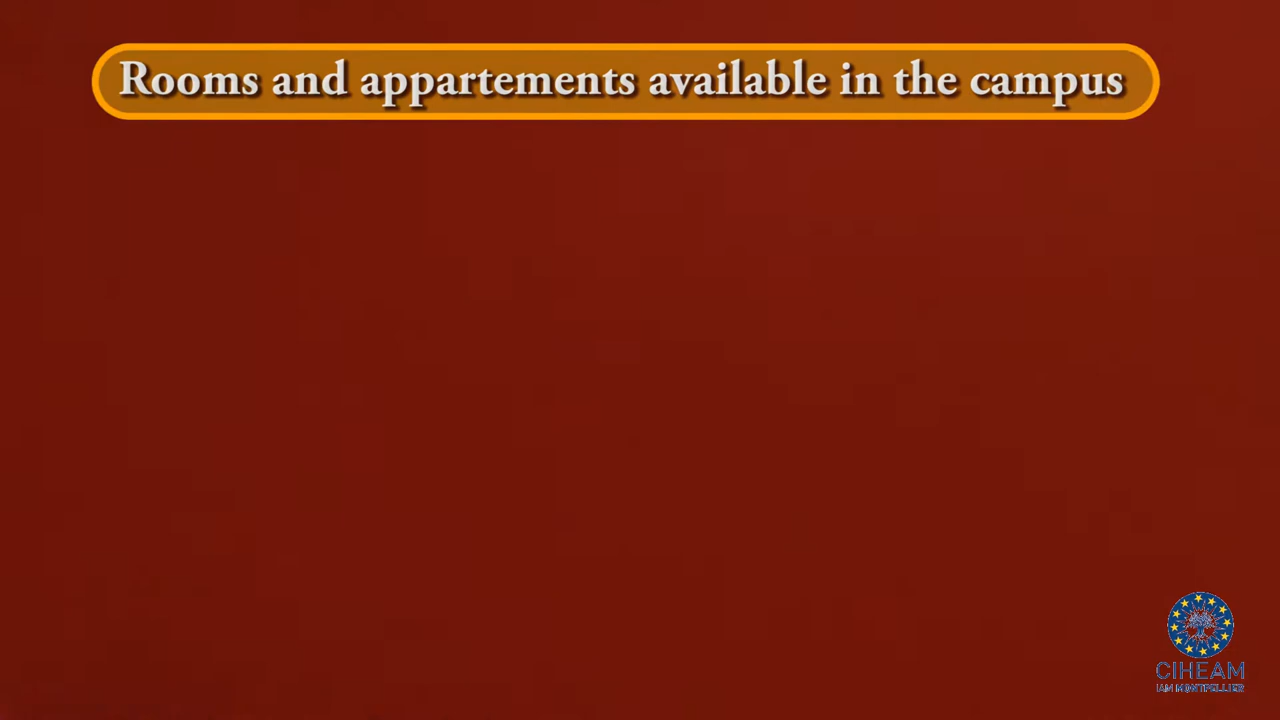 Rooms and appartements available in the campus
CIHEAM
IAM MONTPELLIER